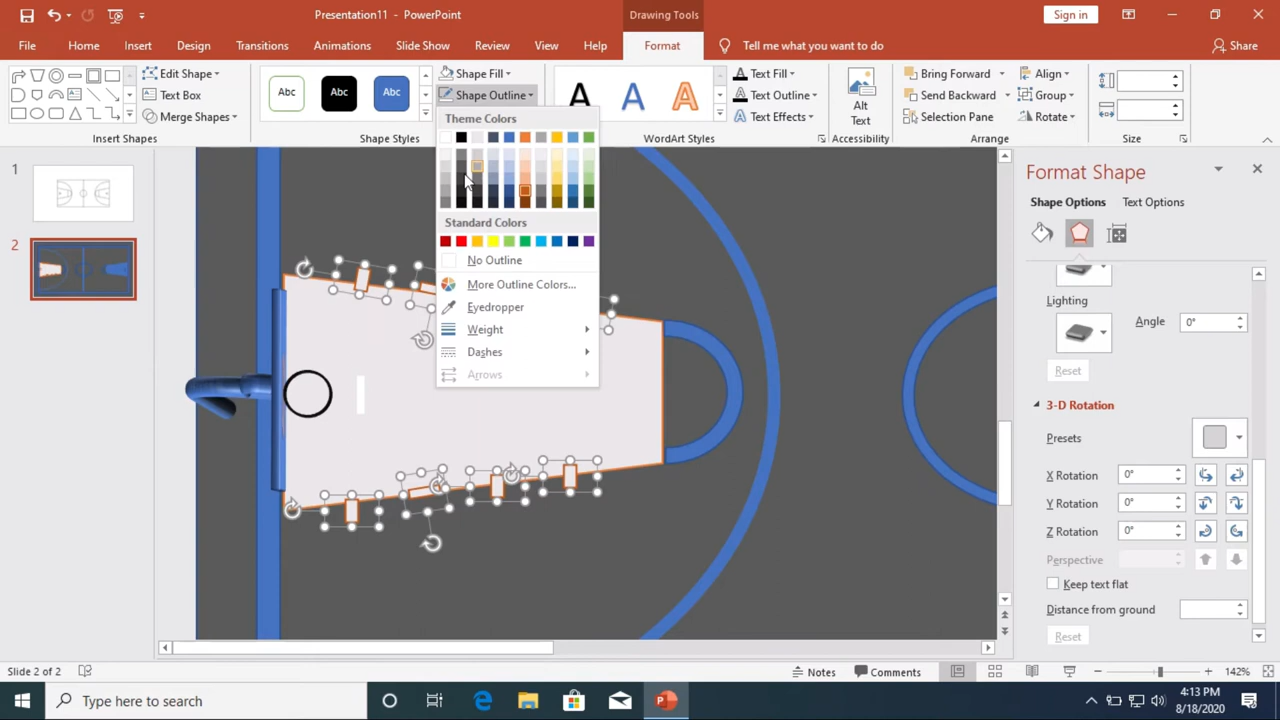 Presentation11 - PowerPoint
Drawing Tools
Sign in
File Home Insert Design Transitions Animations Slide Show Review View Help Format Tell me what you want to do Share
Edit Shape
Text Box
Merge Shapes
Insert Shapes
Abc Abc Abc
Shape Styles
Shape Fill
Shape Outline
A A A
WordArt Styles
Text Fill
Text Outline
Text Effects
Alt
Text
Accessibility
Bring Forward
Send Backward
Selection Pane
Align
Group
Rotate
Arrange
Size
Theme Colors
Standard Colors
No Outline
More Outline Colors...
Eyedropper
Weight
Dashes
Arrows
1
2
Format Shape
Shape Options Text Options
Lighting
Angle 0°
Reset
3-D Rotation
Presets
X Rotation 0°
Y Rotation 0°
Z Rotation 0°
Perspective
Keep text flat
Distance from ground
Reset
Slide 2 of 2
Notes
Comments
142%
Type here to search
4:13 PM
8/18/2020